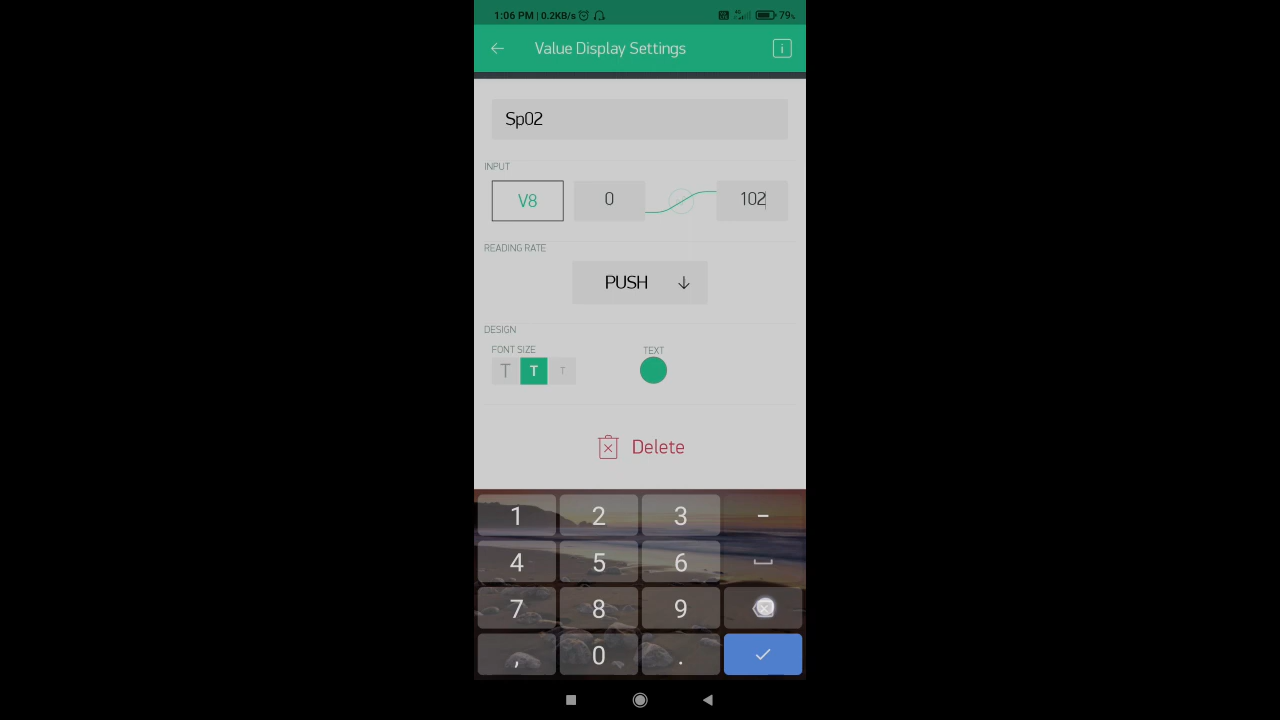 1:06 PM | 0.2KB/s 79%
Value Display Settings
Sp02
INPUT
V8 0 102
READING RATE
PUSH
DESIGN
FONT SIZE TEXT
T T T
Delete
1 2 3 -
4 5 6
7 8 9
, 0 .